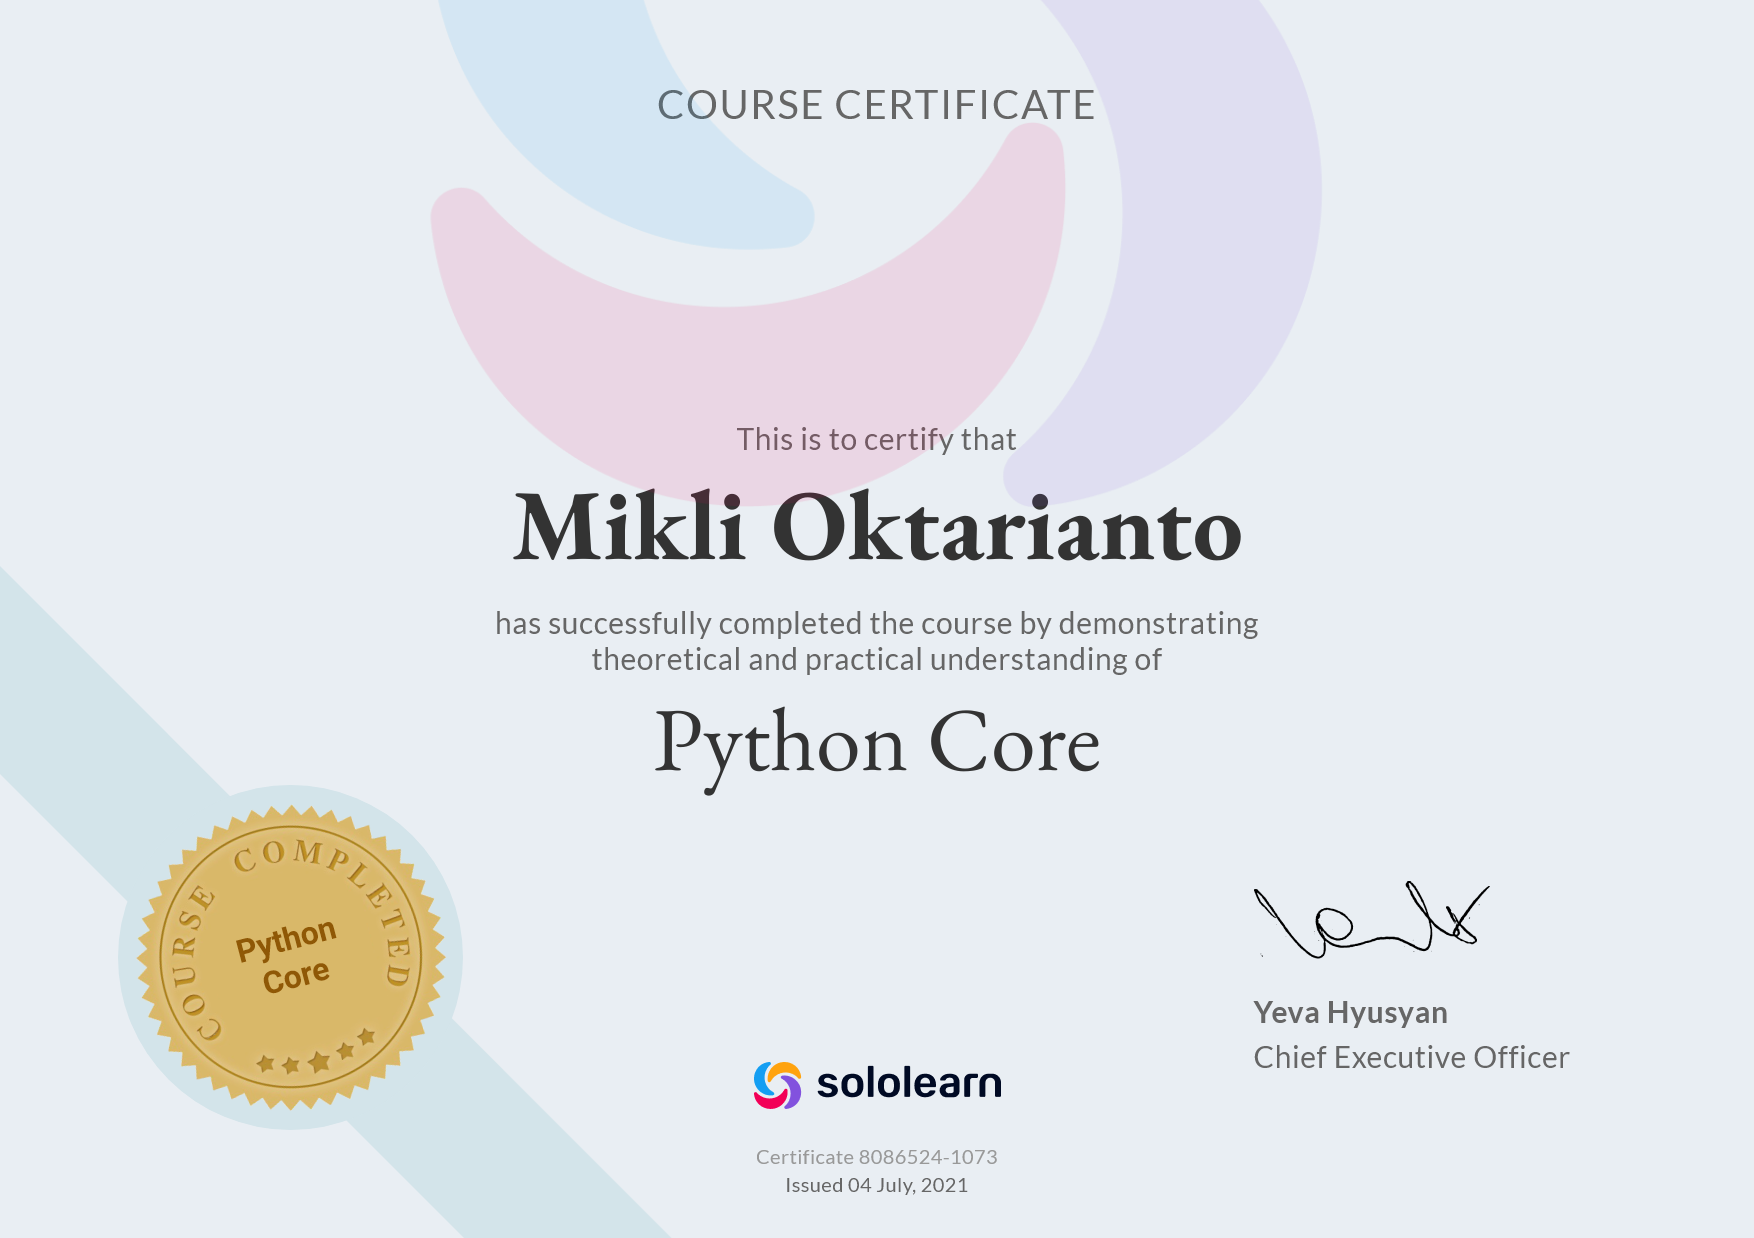 COURSE CERTIFICATE
This is to certify that
Mikli Oktarianto
has successfully completed the course by demonstrating
theoretical and practical understanding of
Python Core
COURSE COMPLETED
Python
Core
Yeva Hyusyan
Chief Executive Officer
sololearn
Certificate 8086524-1073
Issued 04 July, 2021